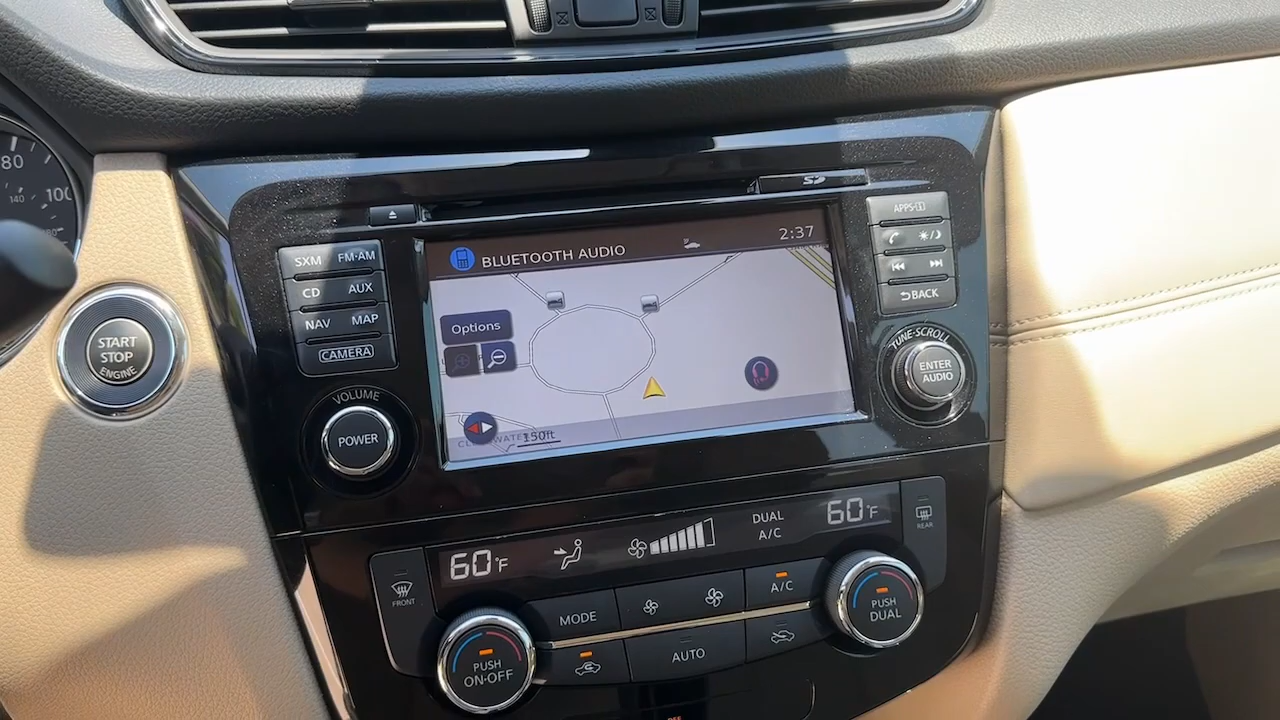 80
100
140
180
SD
APPS·i
SXM
FM·AM
CD
AUX
NAV
MAP
CAMERA
BLUETOOTH AUDIO
2:37
Options
150ft
BACK
TUNE·SCROLL
ENTER
AUDIO
START
STOP
ENGINE
VOLUME
POWER
60°F
DUAL
A/C
60°F
REAR
FRONT
MODE
A/C
PUSH
DUAL
PUSH
ON·OFF
AUTO